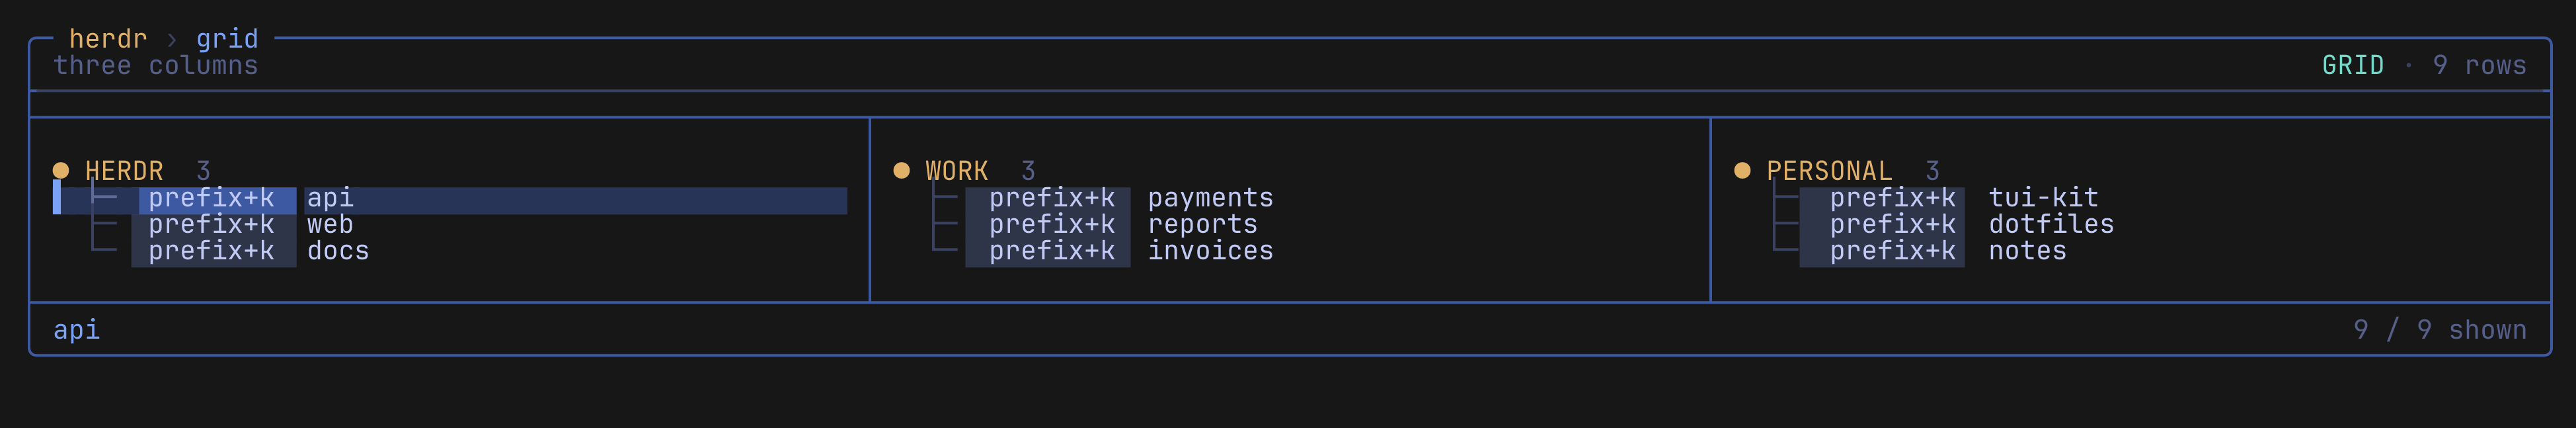 herdr › grid
three columns GRID · 9 rows
● HERDR 3 ● WORK 3 ● PERSONAL 3
prefix+k api prefix+k payments prefix+k tui-kit
prefix+k web prefix+k reports prefix+k dotfiles
prefix+k docs prefix+k invoices prefix+k notes
api 9 / 9 shown